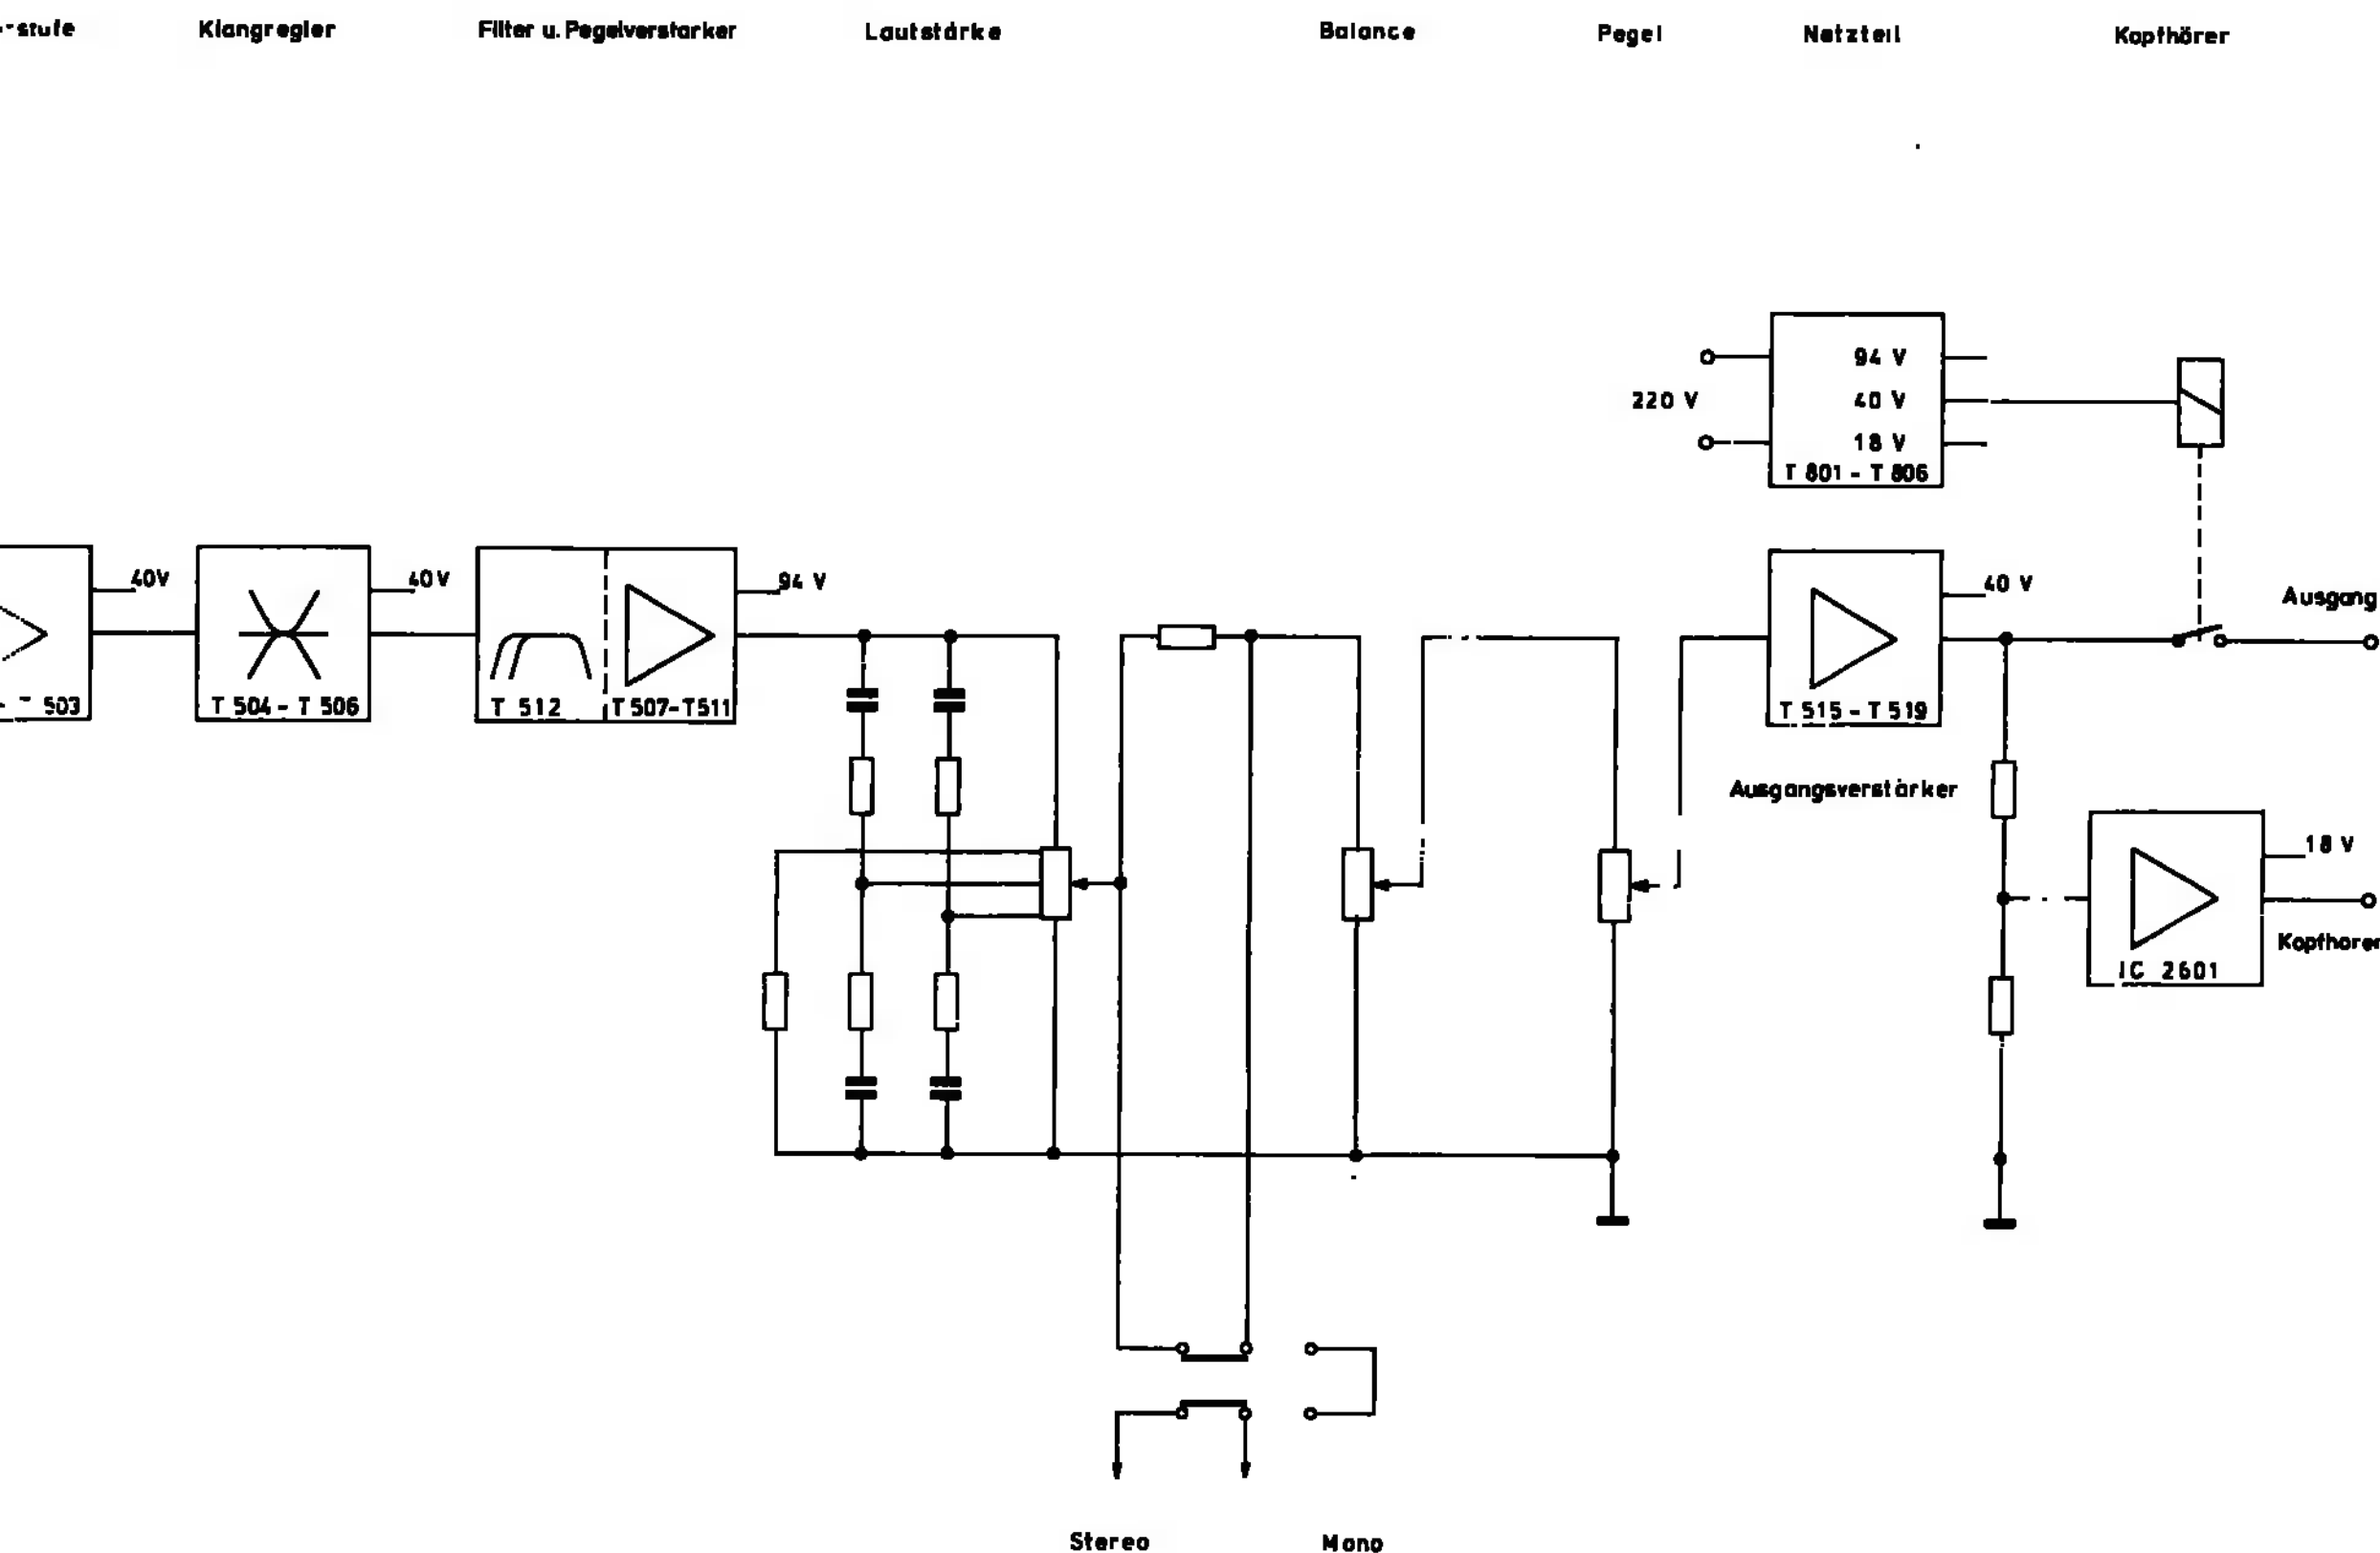 -stufe
Klangregler
Filter u. Pegelverstarker
Lautstärke
Balance
Pegel
Netzteil
Kopfhörer
94 V
220 V
40 V
18 V
T 801 - T 806
40V
40V
94 V
40 V
Ausgang
- T 503
T 504 - T 506
T 512
T 507-T511
T 515 - T 519
Ausgangsverstärker
18 V
Kopfhorer
IC 2601
Stereo
Mono